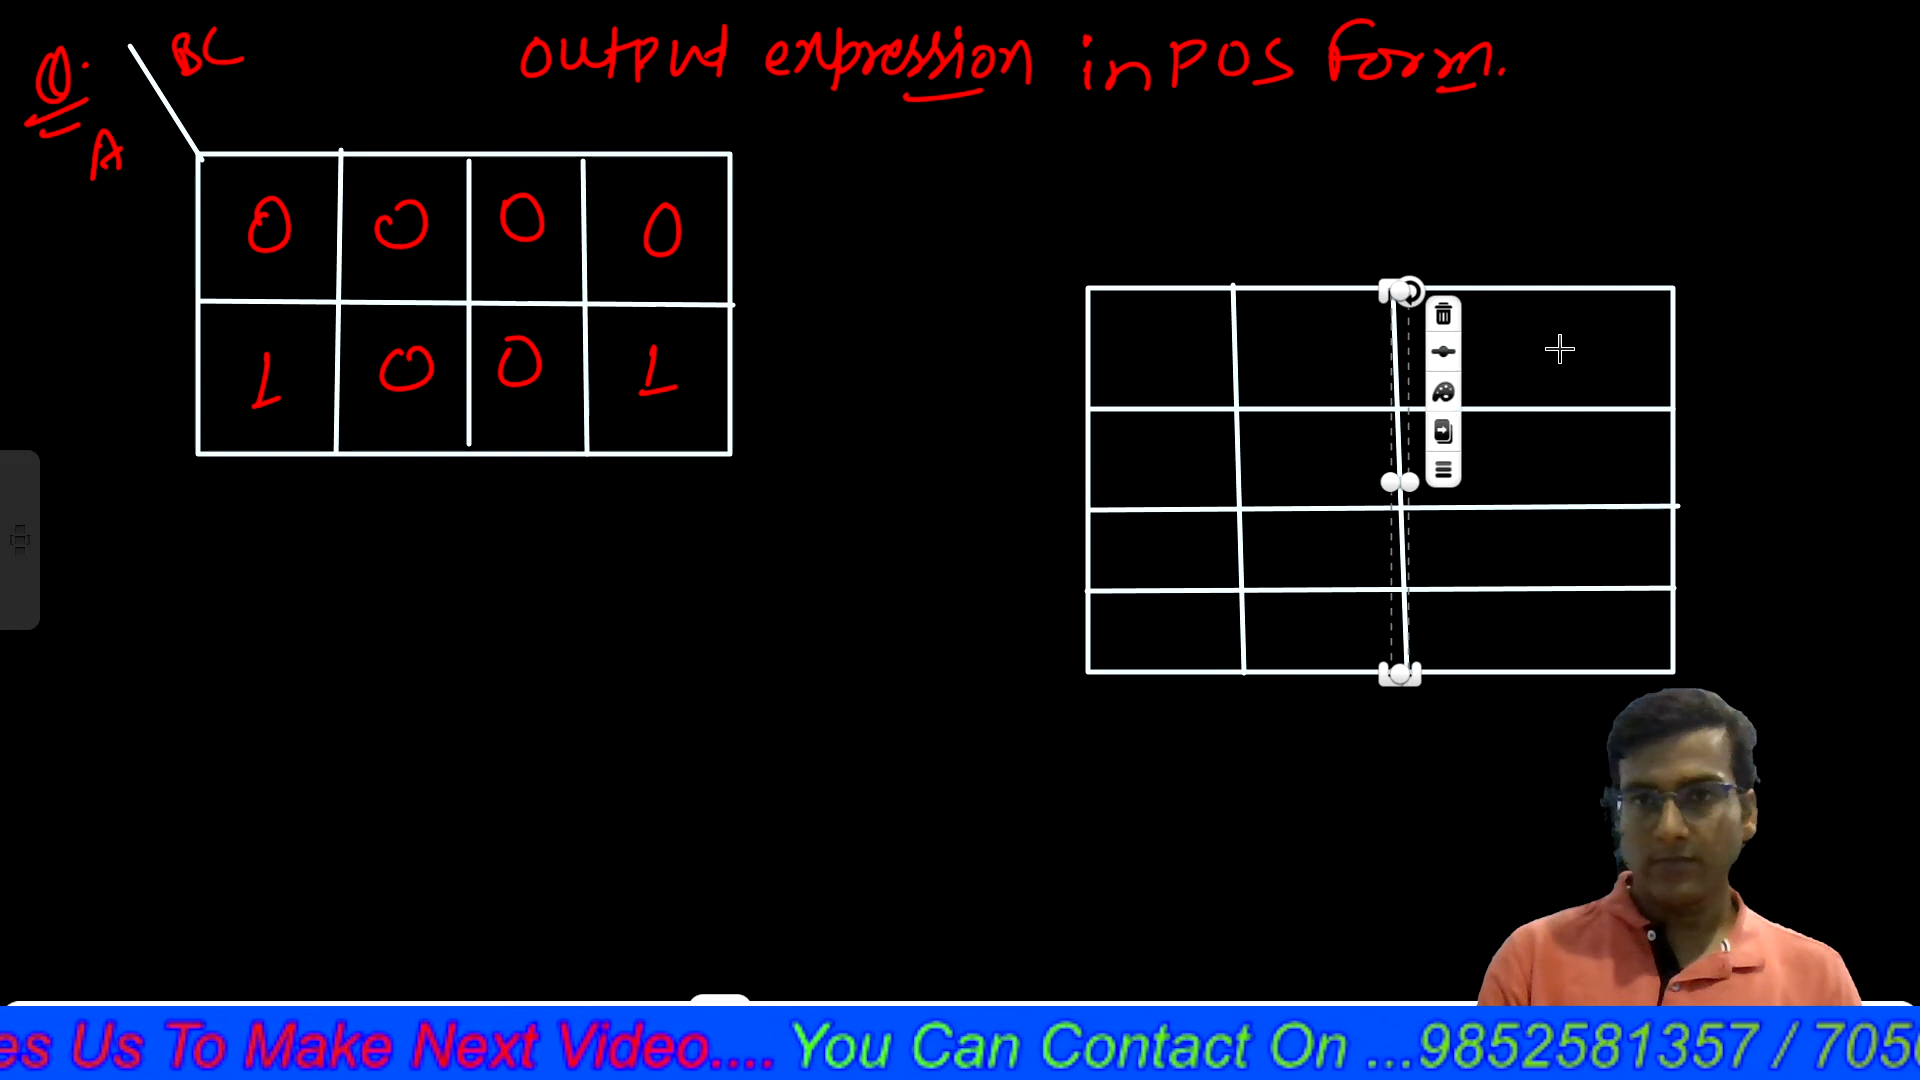 Q. BC output expression in POS form.
A
0 0 0 0
1 0 0 1
es Us To Make Next Video.... You Can Contact On ...9852581357 / 705